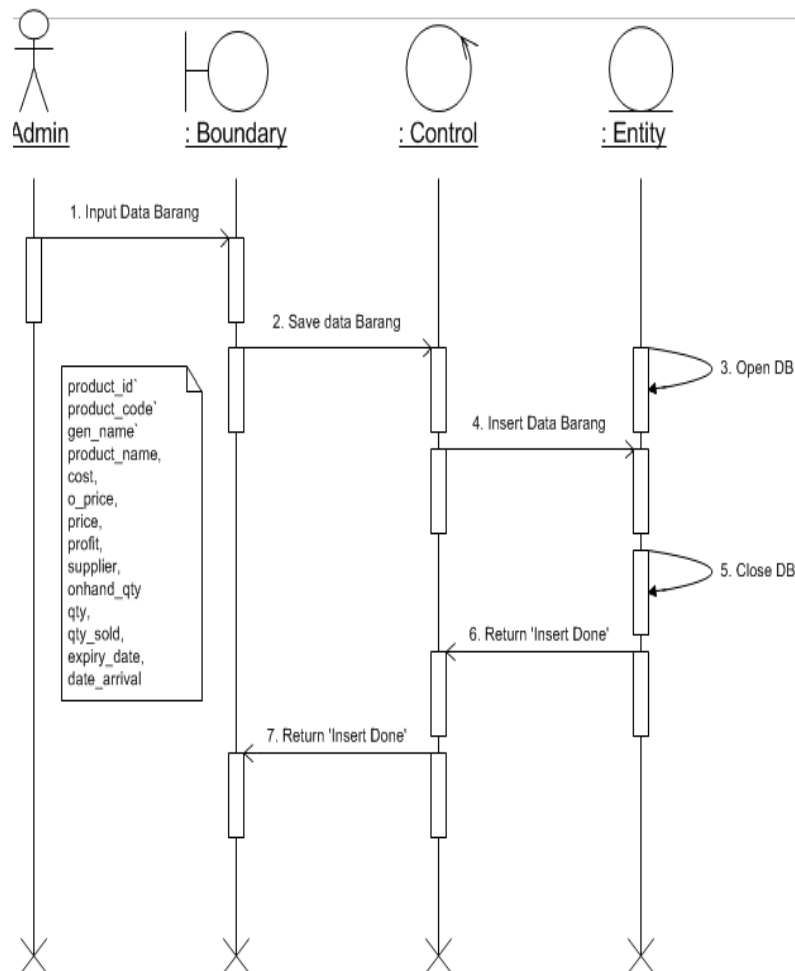 Admin
: Boundary
: Control
: Entity
1. Input Data Barang
2. Save data Barang
3. Open DB
product_id`
product_code`
gen_name`
product_name,
cost,
o_price,
price,
profit,
supplier,
onhand_qty
qty,
qty_sold,
expiry_date,
date_arrival
4. Insert Data Barang
5. Close DB
6. Return 'Insert Done'
7. Return 'Insert Done'